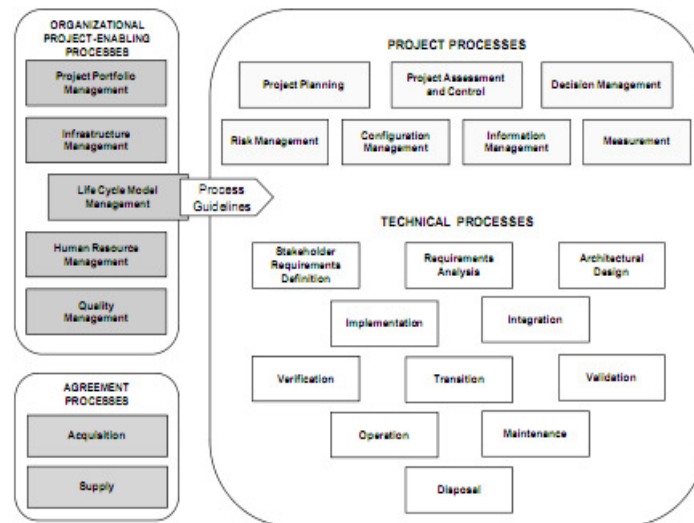 ORGANIZATIONAL
PROJECT-ENABLING
PROCESSES
Project Portfolio
Management
Infrastructure
Management
Life Cycle Model
Management
Human Resource
Management
Quality
Management
AGREEMENT
PROCESSES
Acquisition
Supply
Process
Guidelines
PROJECT PROCESSES
Project Planning
Project Assessment
and Control
Decision Management
Risk Management
Configuration
Management
Information
Management
Measurement
TECHNICAL PROCESSES
Stakeholder
Requirements
Definition
Requirements
Analysis
Architectural
Design
Implementation
Integration
Verification
Transition
Validation
Operation
Maintenance
Disposal